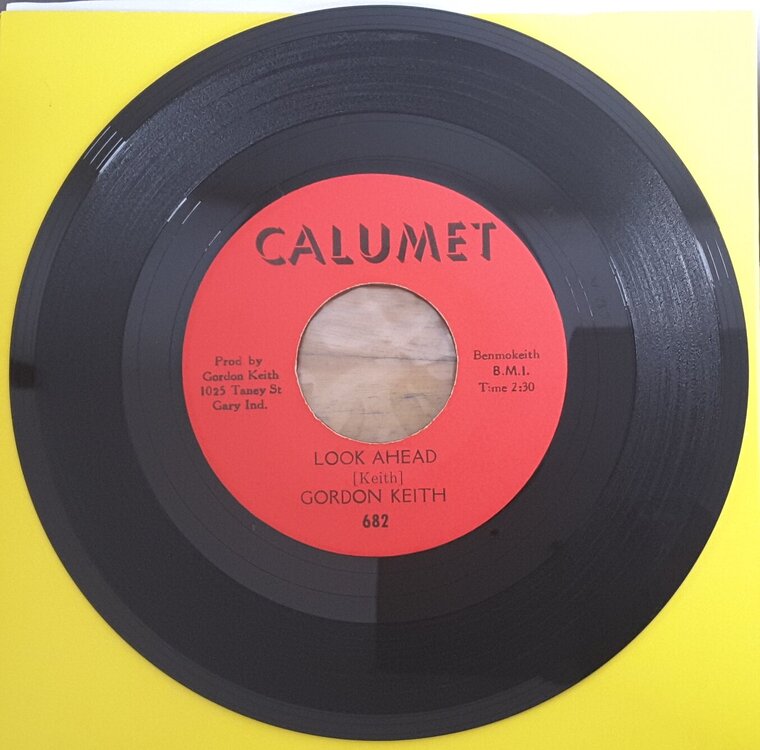 CALUMET
Prod by
Gordon Keith
1025 Taney St
Gary Ind.
Benmokeith
B.M.I.
Time 2:30
LOOK AHEAD
[Keith]
GORDON KEITH
682